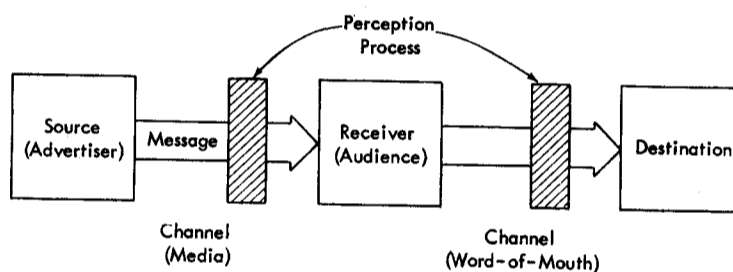 Perception
Process
Source
(Advertiser)
Message
Receiver
(Audience)
Destination
Channel
(Media)
Channel
(Word-of-Mouth)